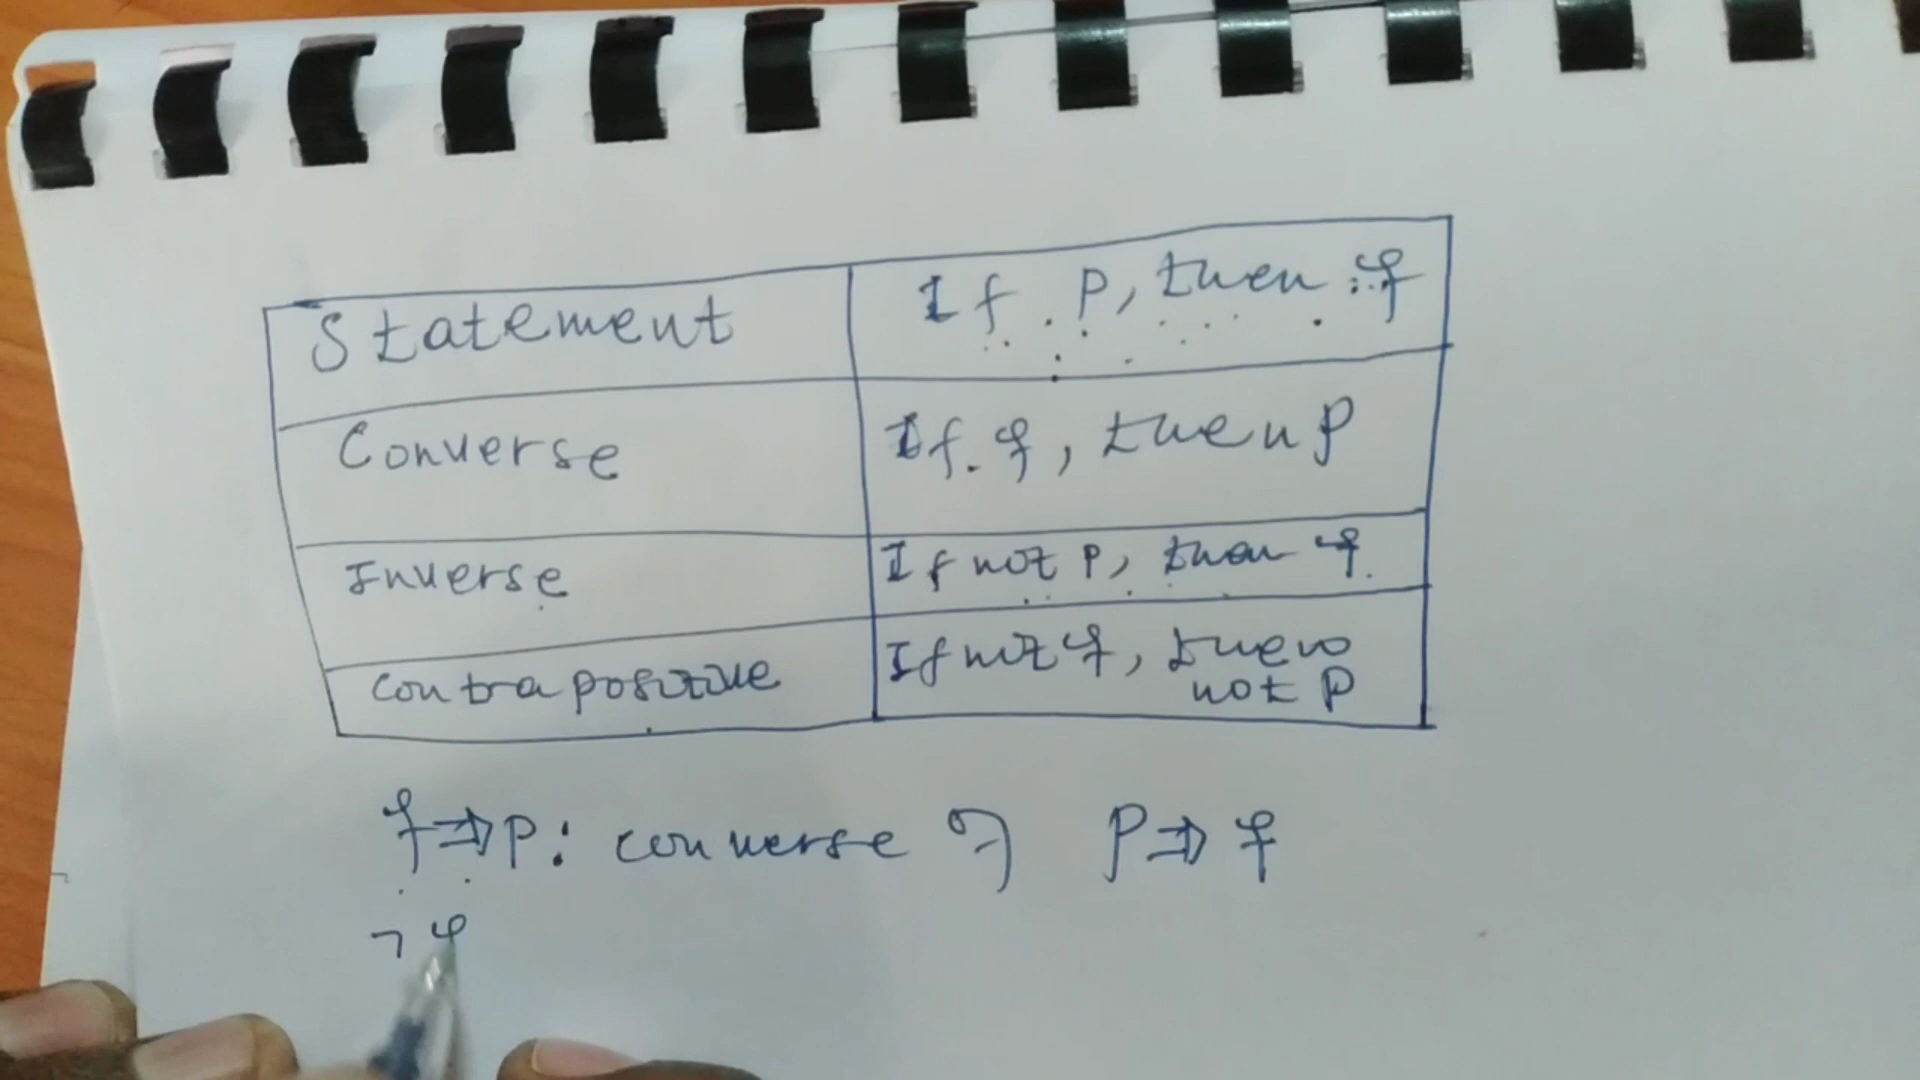 Statement If P, then q
Converse If q, then P
Inverse If not P, then q
Contrapositive If not q, then
not P
q ⇒ P : converse of P ⇒ q
¬ q